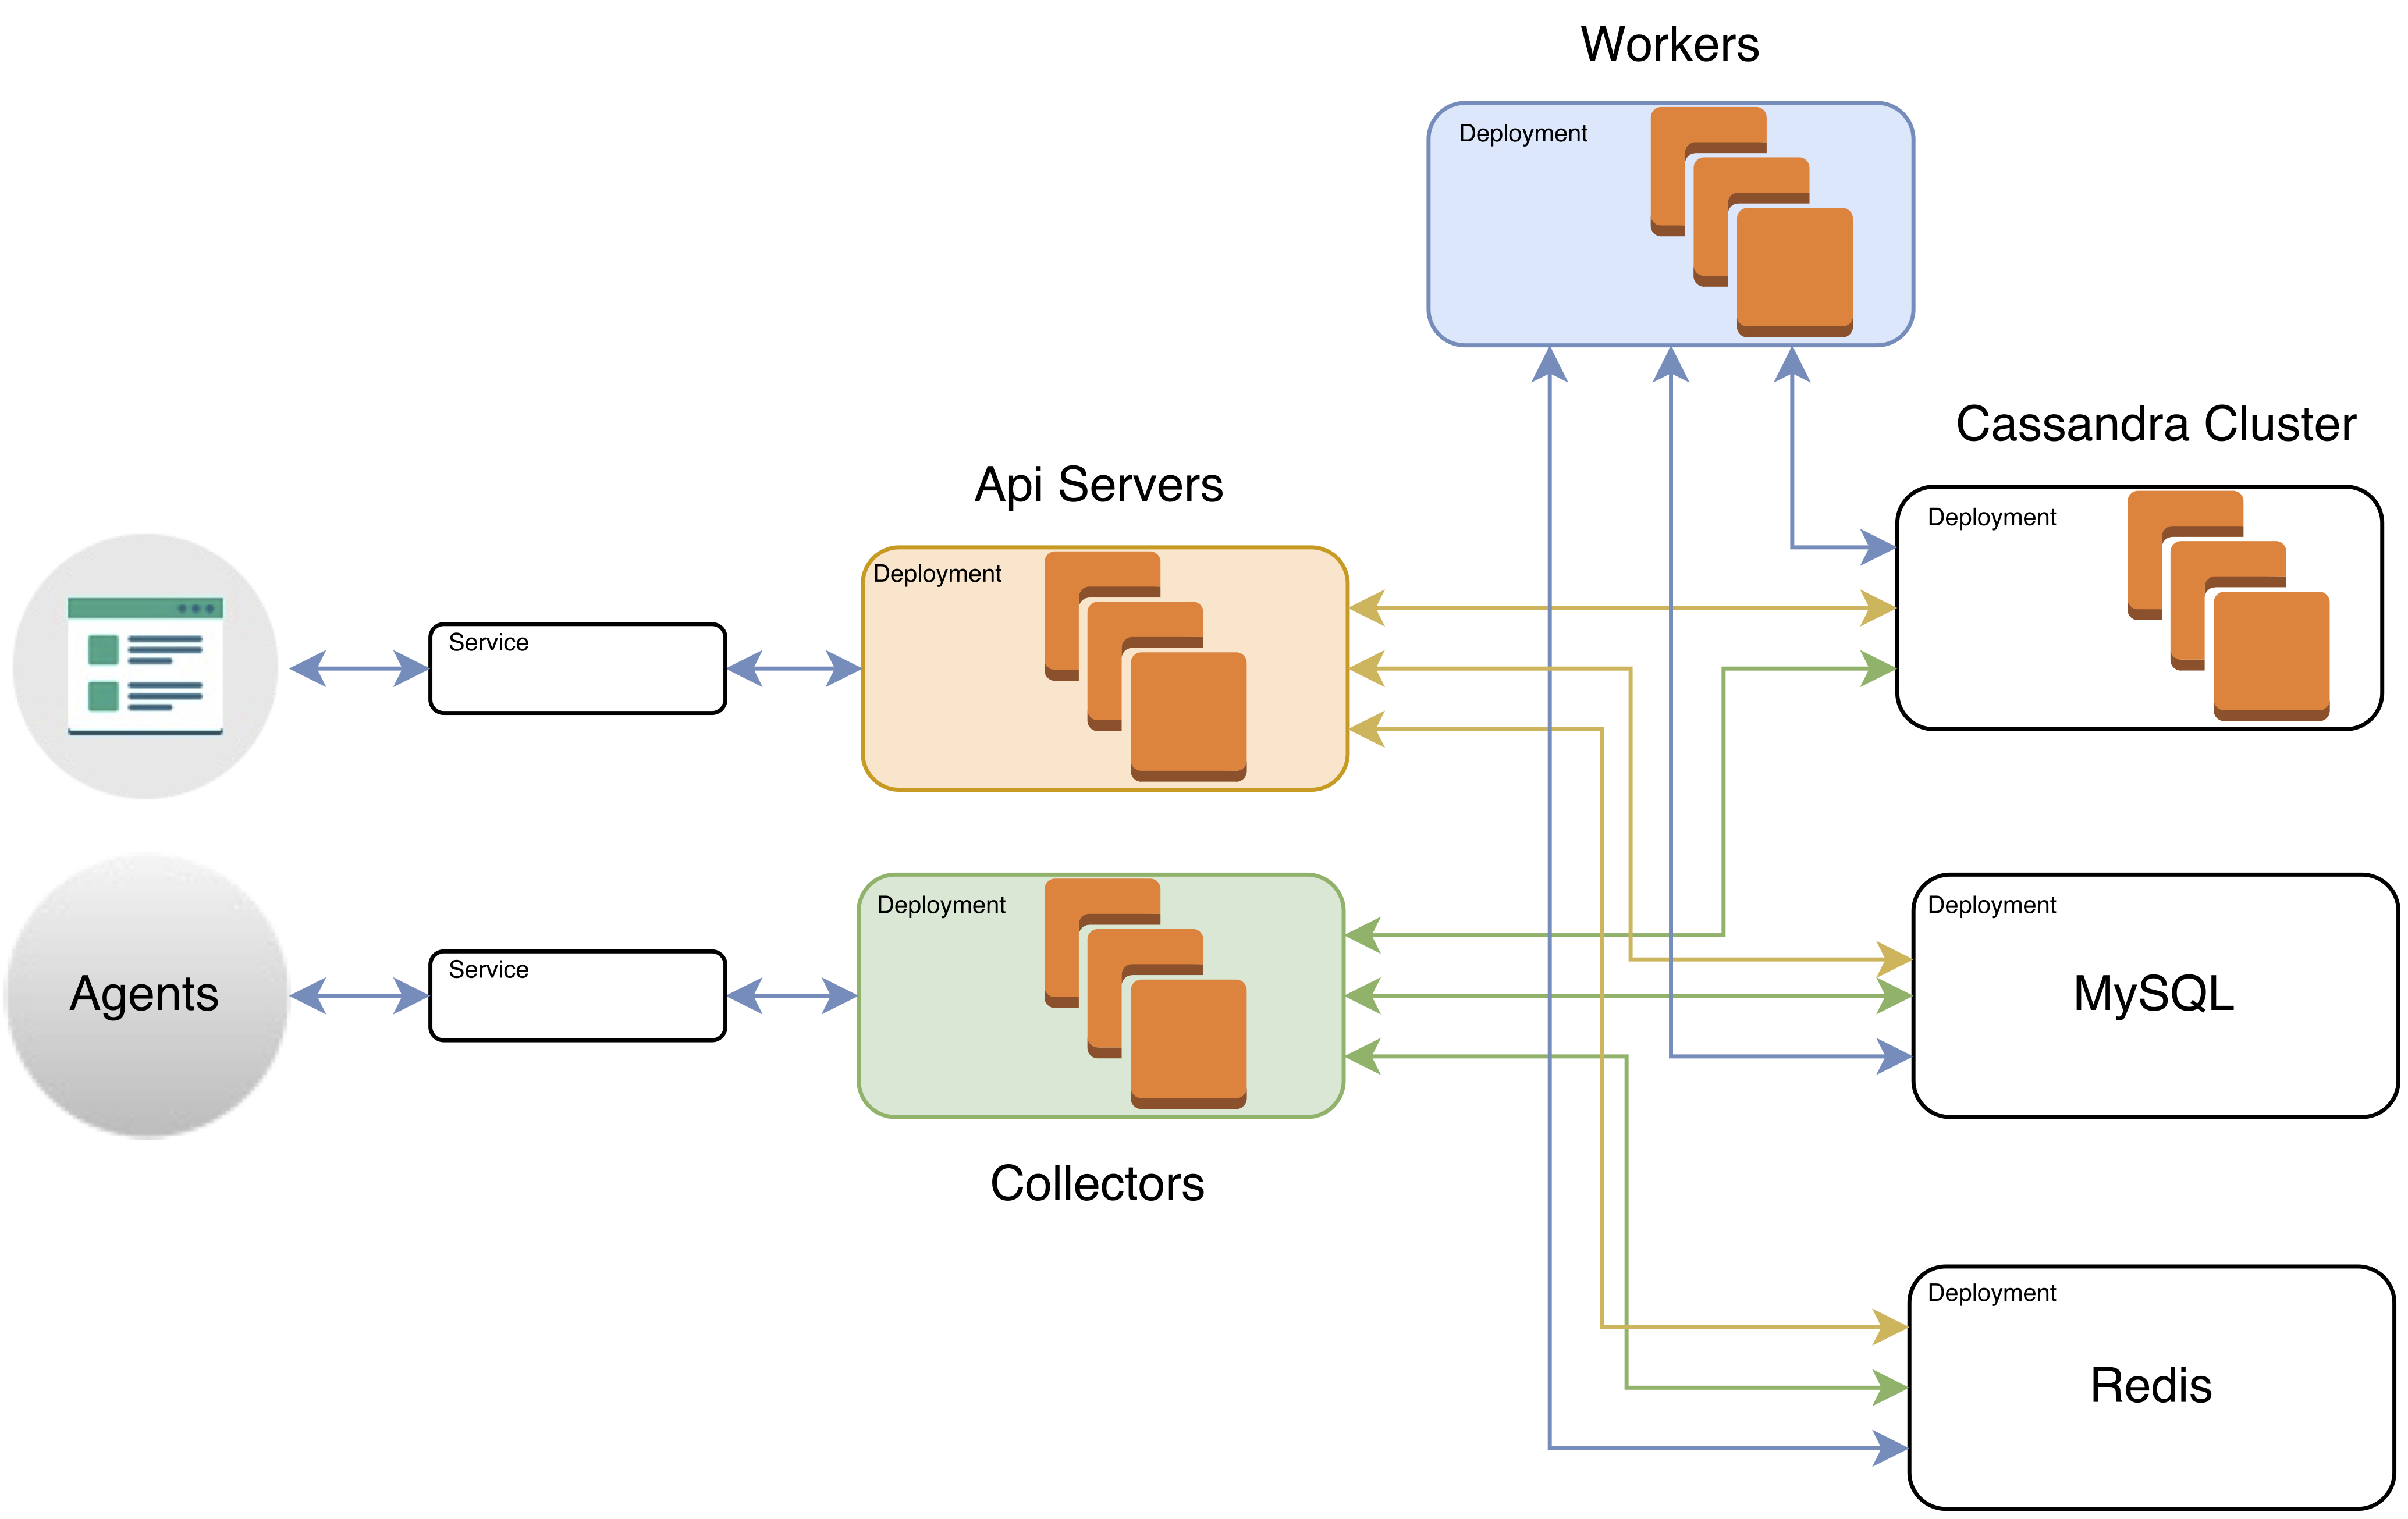 Workers
Deployment
Cassandra Cluster
Deployment
Api Servers
Deployment
Service
Deployment
Deployment
MySQL
Service
Agents
Collectors
Deployment
Redis